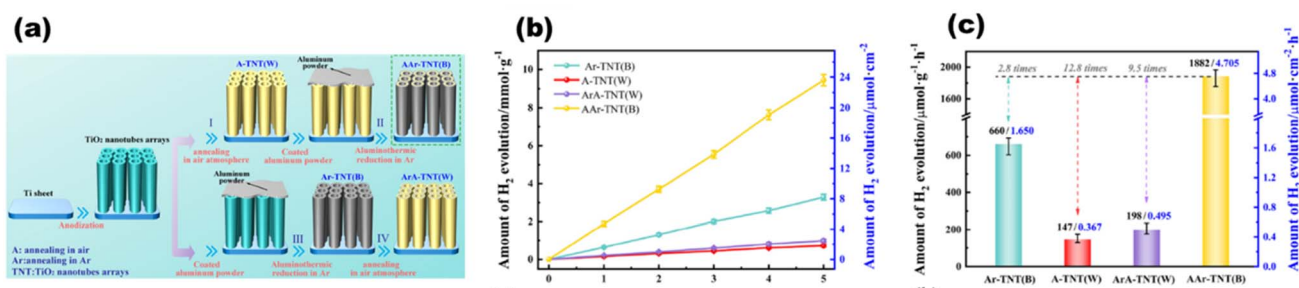 (a)
Aluminum
powder
A-TNT(W)
AAr-TNT(B)
I
II
TiO₂ nanotubes arrays
annealing
in air atmosphere
Coated
aluminum powder
Aluminothermic
reduction in Ar
Aluminum
powder
Ar-TNT(B)
ArA-TNT(W)
Ti sheet
Anodization
III
IV
Coated
aluminum powder
Aluminothermic
reduction in Ar
annealing
in air atmosphere
A: annealing in air
Ar:annealing in Ar
TNT:TiO₂ nanotubes arrays
(b)
Amount of H₂ evolution/mmol·g⁻¹
10
8
6
4
2
0
Ar-TNT(B)
A-TNT(W)
ArA-TNT(W)
AAr-TNT(B)
0 1 2 3 4 5
24
20
16
12
8
4
0
Amount of H₂ evolution/μmol·cm⁻²
(c)
Amount of H₂ evolution/μmol·g⁻¹·h⁻¹
2000
1600
600
400
200
0
2.8 times
12.8 times
9.5 times
1882/4.705
660/1.650
147/0.367
198/0.495
Ar-TNT(B) A-TNT(W) ArA-TNT(W) AAr-TNT(B)
4.8
4.0
1.6
1.2
0.8
0.4
0.0
Amount of H₂ evolution/μmol·cm⁻²·h⁻¹